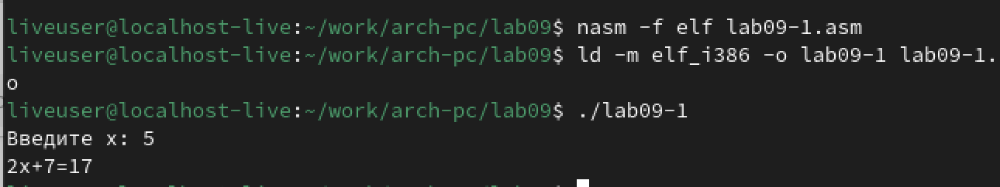 liveuser@localhost-live:~/work/arch-pc/lab09$ nasm -f elf lab09-1.asm
liveuser@localhost-live:~/work/arch-pc/lab09$ ld -m elf_i386 -o lab09-1 lab09-1.
o
liveuser@localhost-live:~/work/arch-pc/lab09$ ./lab09-1
Введите x: 5
2x+7=17